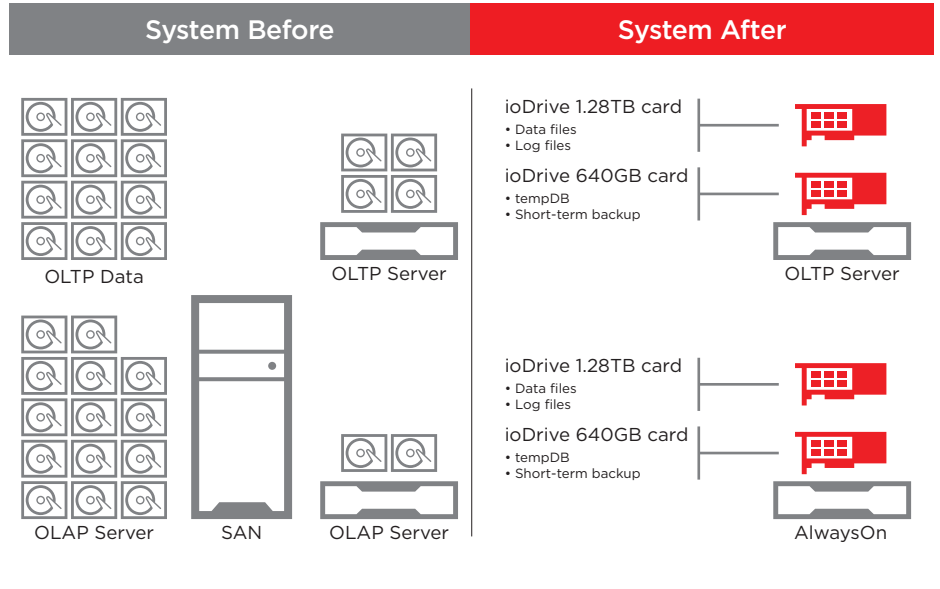 System Before
System After
OLTP Data
OLTP Server
OLAP Server
SAN
OLAP Server
ioDrive 1.28TB card
• Data files
• Log files
ioDrive 640GB card
• tempDB
• Short-term backup
OLTP Server
ioDrive 1.28TB card
• Data files
• Log files
ioDrive 640GB card
• tempDB
• Short-term backup
AlwaysOn